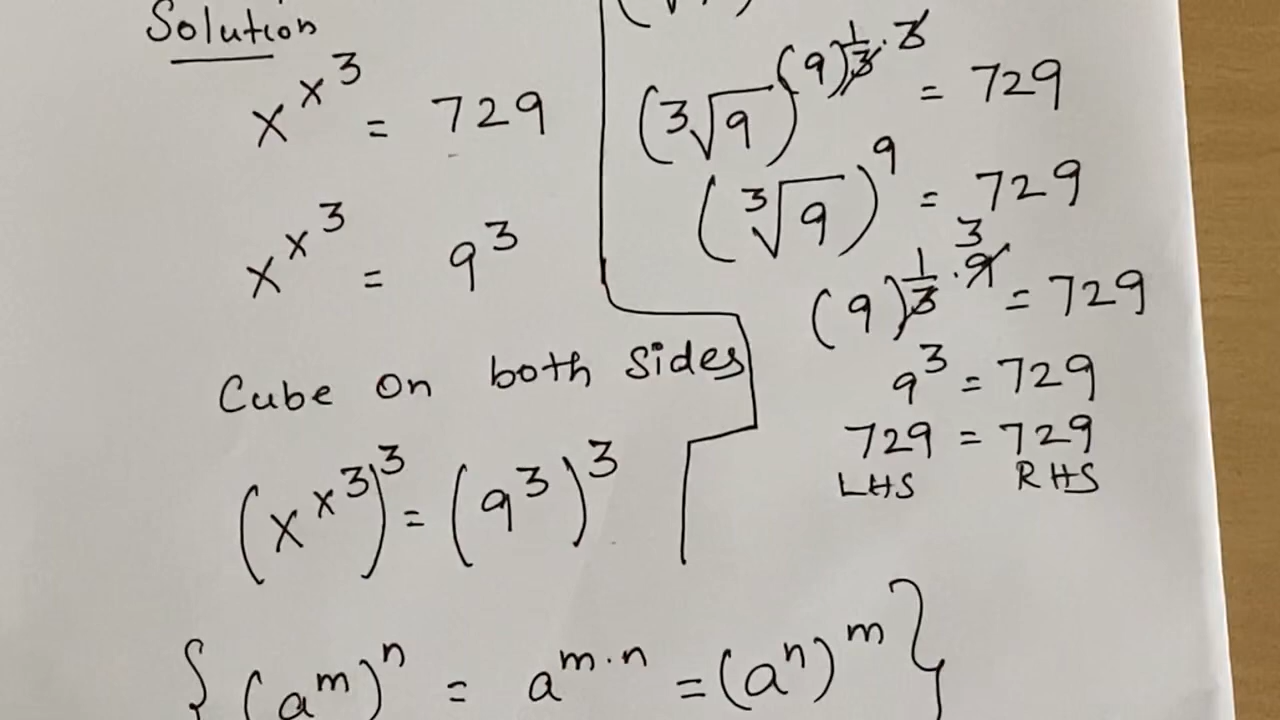 Solution
x^x^3 = 729
x^x^3 = 9^3
Cube on both sides
(x^x^3)^3 = (9^3)^3
{ (a^m)^n = a^m·n = (a^n)^m }
(∛9)^(9)^1/3·3 = 729
(∛9)^9 = 729
3
(9)^1/3·9 = 729
9^3 = 729
729 = 729
LHS RHS